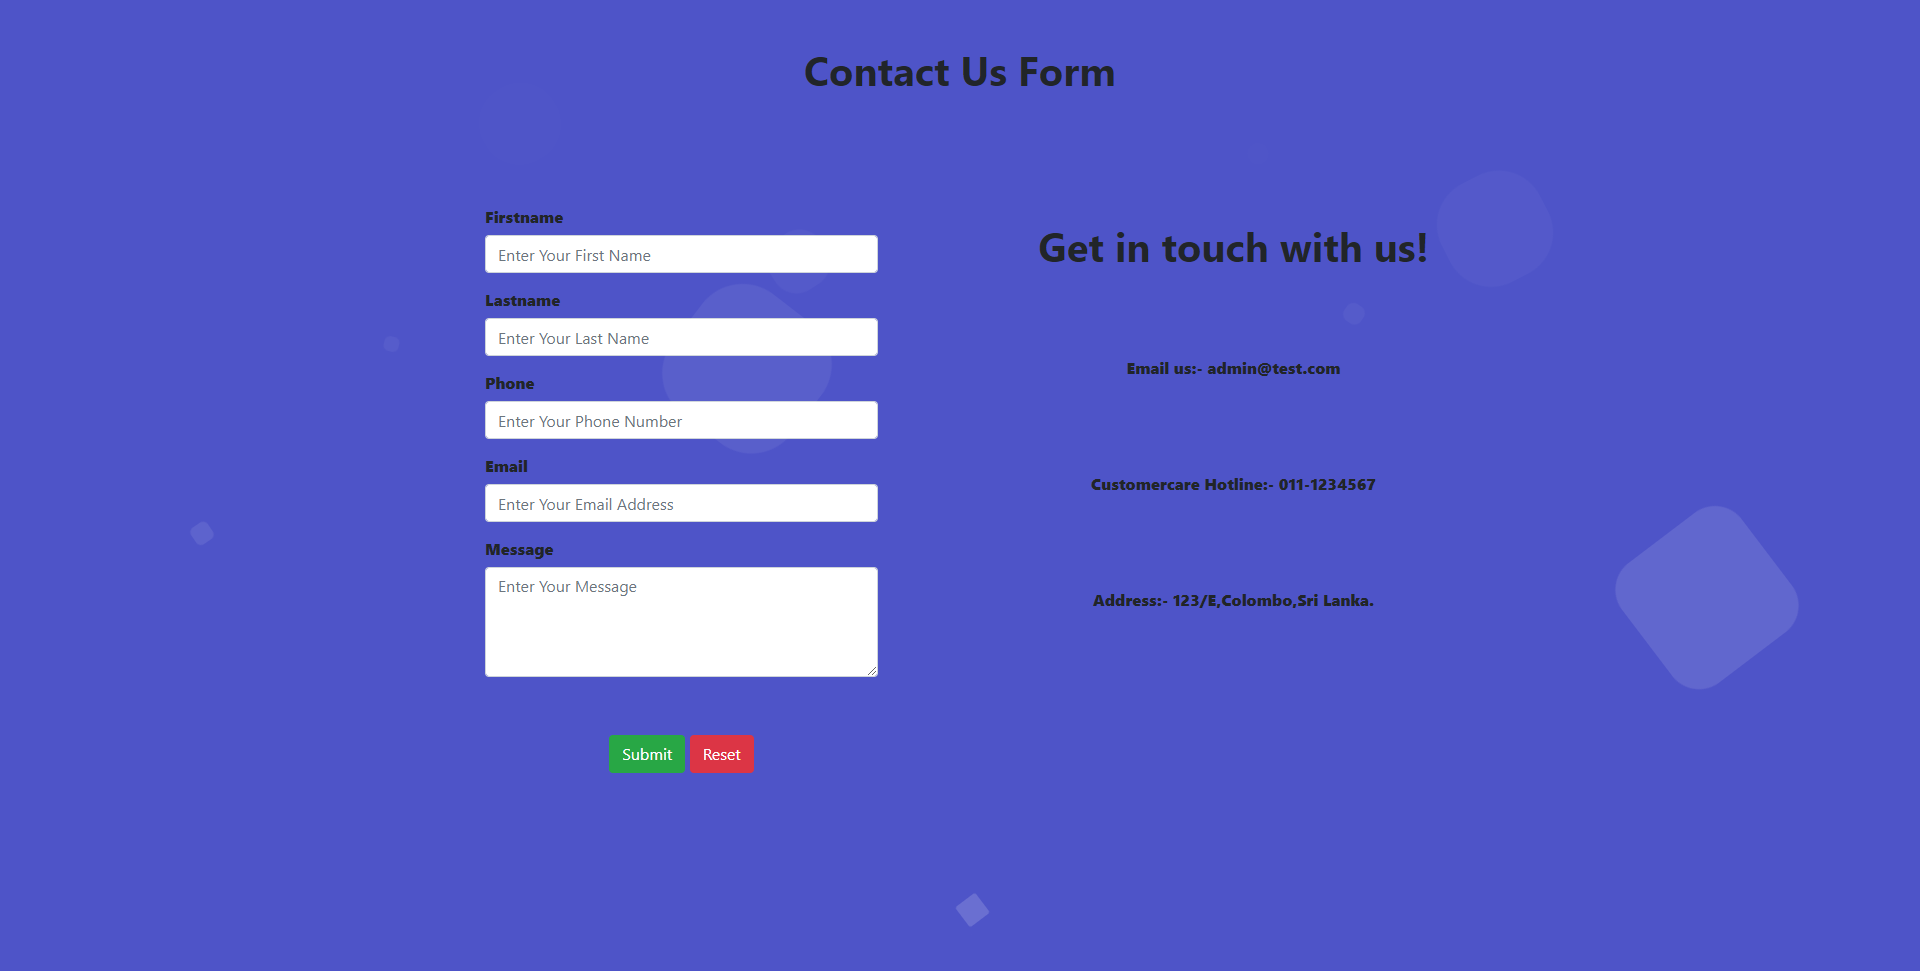 Contact Us Form
Firstname
Enter Your First Name
Lastname
Enter Your Last Name
Phone
Enter Your Phone Number
Email
Enter Your Email Address
Message
Enter Your Message
Submit Reset
Get in touch with us!
Email us:- admin@test.com
Customercare Hotline:- 011-1234567
Address:- 123/E,Colombo,Sri Lanka.